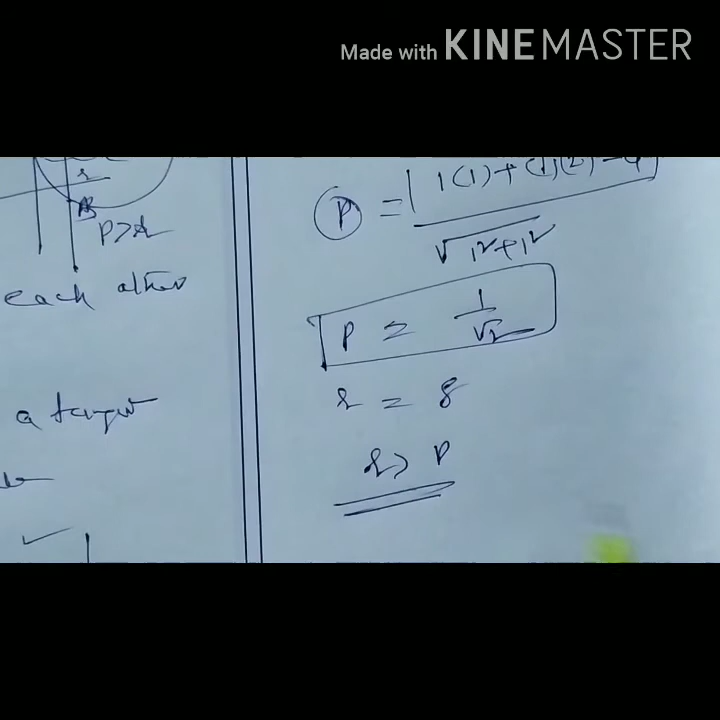 Made with KINEMASTER
r
P>r
each other
a tangent
P = | 1(1) + (1)(2) - 4 |
√1²+1²
P = 1
√2
r = 8
r > P